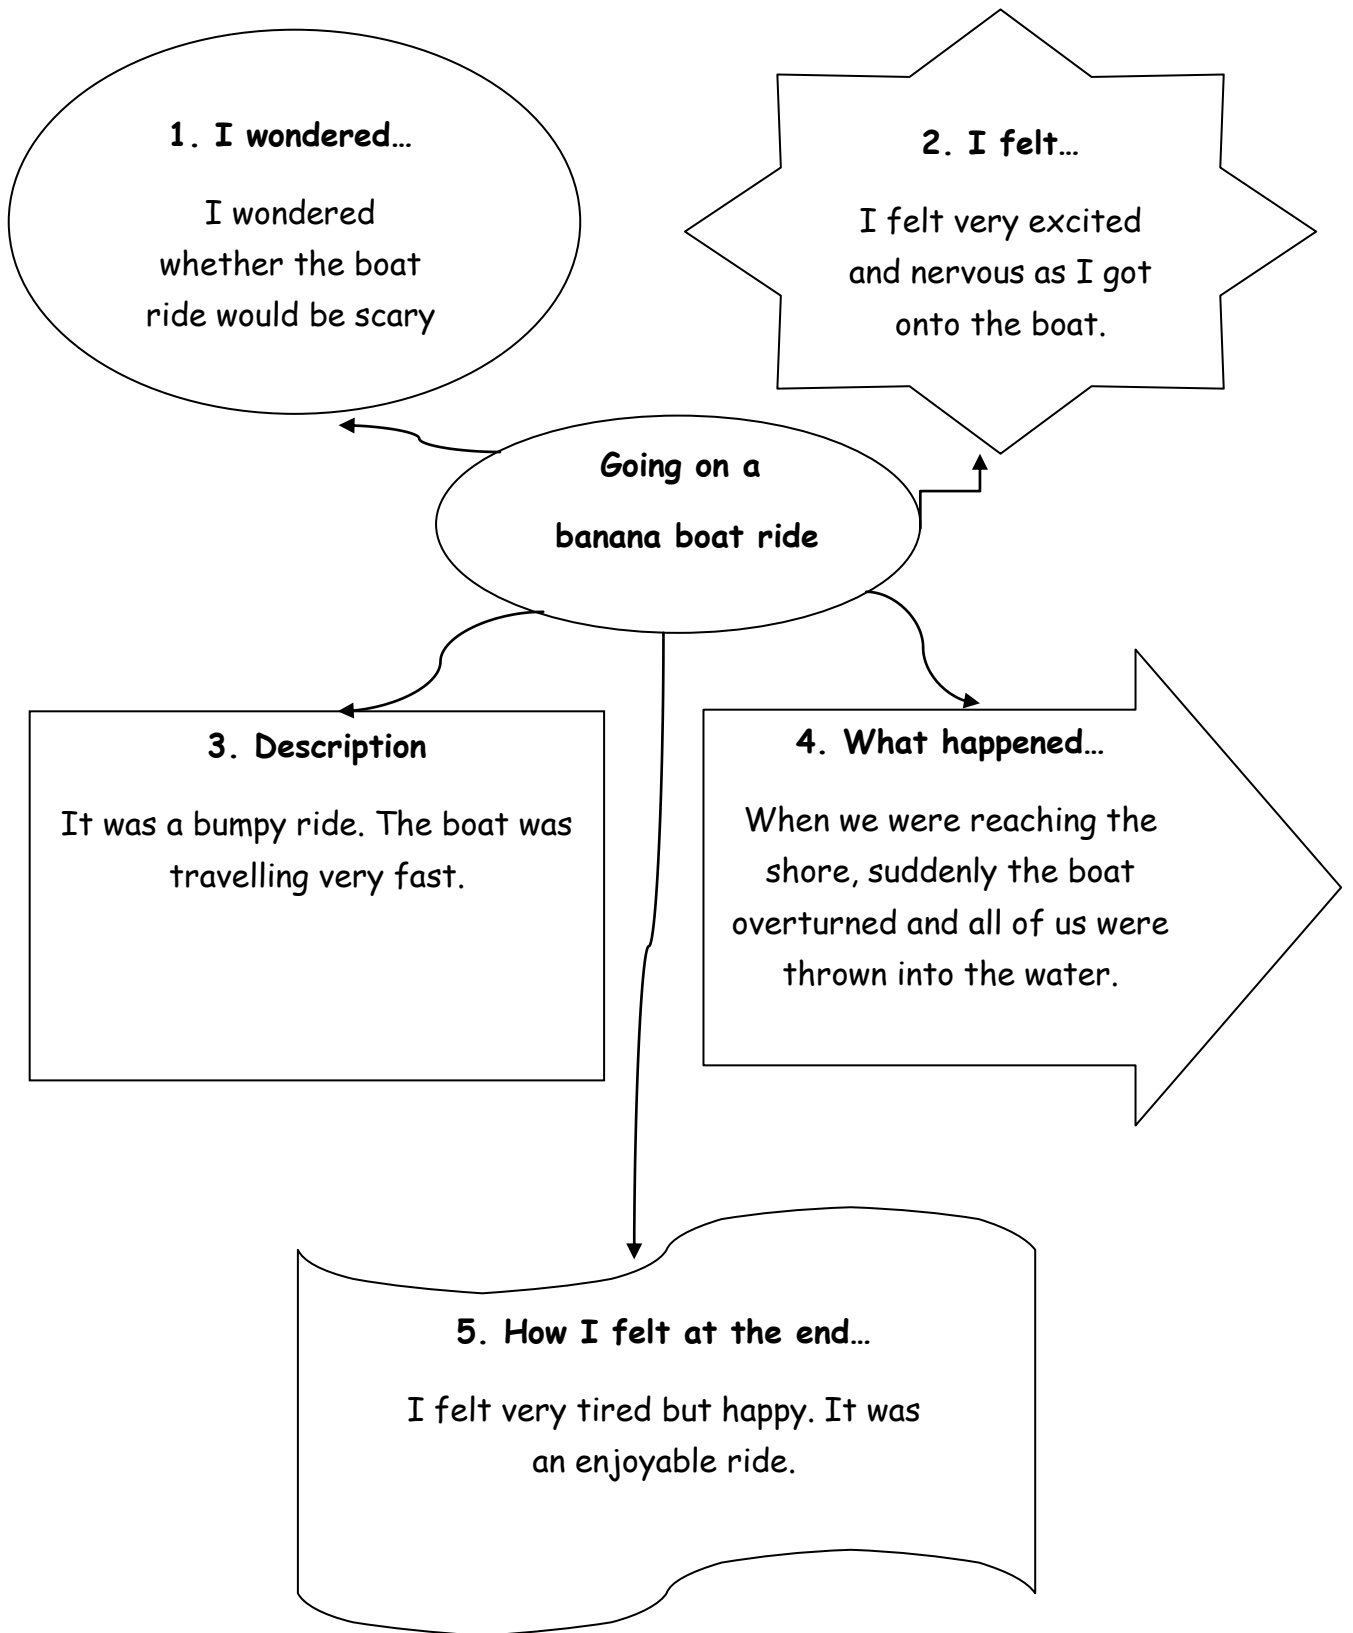 1. I wondered…
I wondered
whether the boat
ride would be scary
2. I felt…
I felt very excited
and nervous as I got
onto the boat.
Going on a
banana boat ride
3. Description
It was a bumpy ride. The boat was
travelling very fast.
4. What happened…
When we were reaching the
shore, suddenly the boat
overturned and all of us were
thrown into the water.
5. How I felt at the end…
I felt very tired but happy. It was
an enjoyable ride.